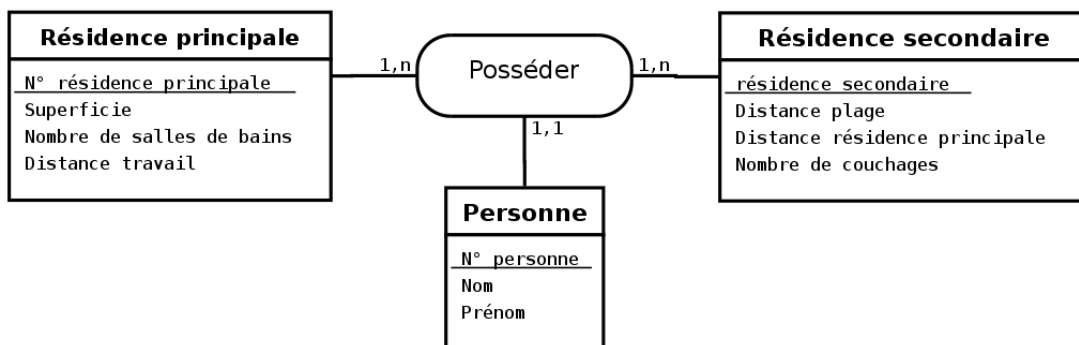 Résidence principale
N° résidence principale
Superficie
Nombre de salles de bains
Distance travail
1,n
Posséder
1,n
1,1
Résidence secondaire
résidence secondaire
Distance plage
Distance résidence principale
Nombre de couchages
Personne
N° personne
Nom
Prénom